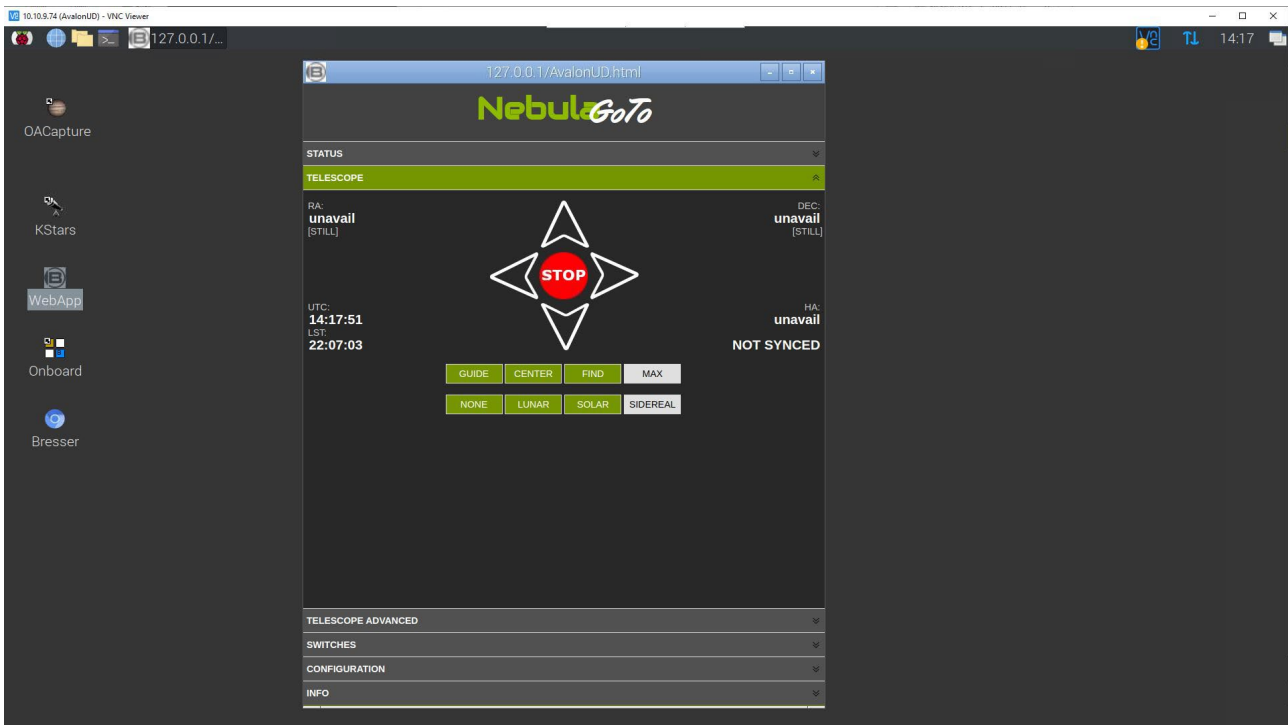 10.10.9.74 (AvalonUD) - VNC Viewer
127.0.0.1/...
14:17
OACapture
KStars
WebApp
Onboard
Bresser
127.0.0.1/AvalonUD.html
NebulaGoTo
STATUS
TELESCOPE
RA:
unavail
[STILL]
DEC:
unavail
[STILL]
STOP
UTC:
14:17:51
LST:
22:07:03
HA:
unavail
NOT SYNCED
GUIDE CENTER FIND MAX
NONE LUNAR SOLAR SIDEREAL
TELESCOPE ADVANCED
SWITCHES
CONFIGURATION
INFO